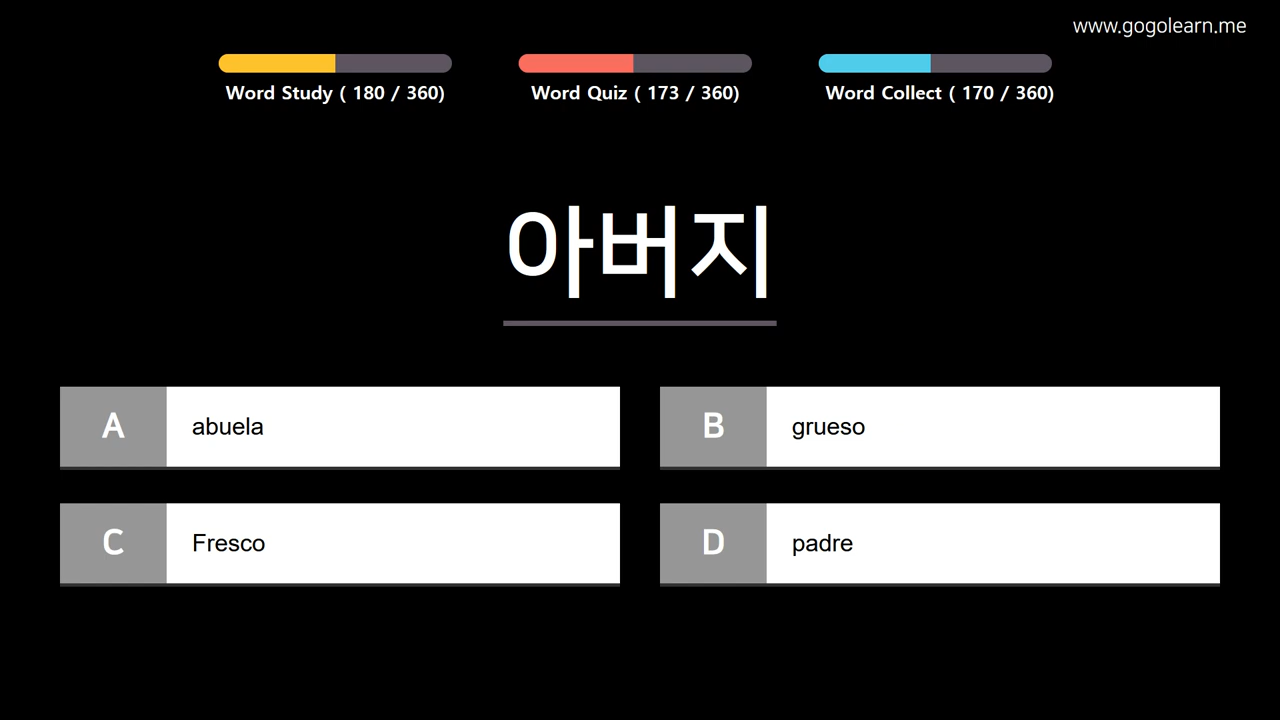 www.gogolearn.me
Word Study ( 180 / 360)
Word Quiz ( 173 / 360)
Word Collect ( 170 / 360)
아버지
A abuela
B grueso
C Fresco
D padre